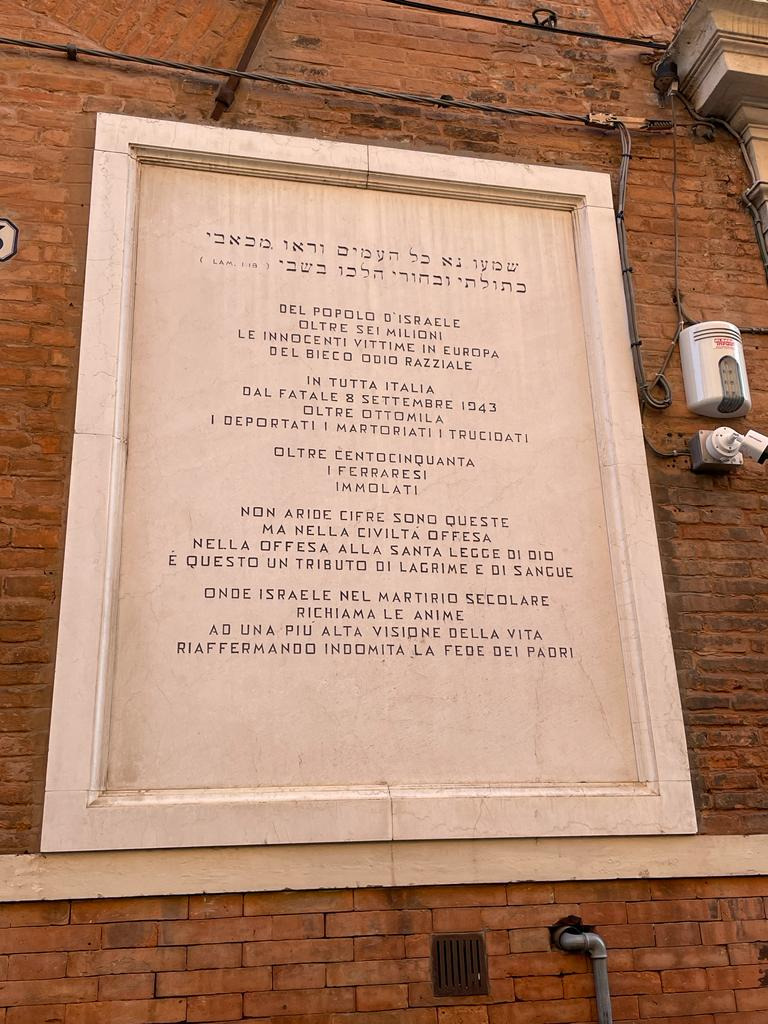 שמעו נא כל העמים וראו מכאבי
בתולתי ובחורי הלכו בשבי ( LAM. 1:18 )
DEL POPOLO D'ISRAELE
OLTRE SEI MILIONI
LE INNOCENTI VITTIME IN EUROPA
DEL BIECO ODIO RAZZIALE
IN TUTTA ITALIA
DAL FATALE 8 SETTEMBRE 1943
OLTRE OTTOMILA
I DEPORTATI I MARTORIATI I TRUCIDATI
OLTRE CENTOCINQUANTA
I FERRARESI
IMMOLATI
NON ARIDE CIFRE SONO QUESTE
MA NELLA CIVILTÁ OFFESA
NELLA OFFESA ALLA SANTA LEGGE DI DIO
É QUESTO UN TRIBUTO DI LAGRIME E DI SANGUE
ONDE ISRAELE NEL MARTIRIO SECOLARE
RICHIAMA LE ANIME
AD UNA PIÚ ALTA VISIONE DELLA VITA
RIAFFERMANDO INDOMITA LA FEDE DEI PADRI